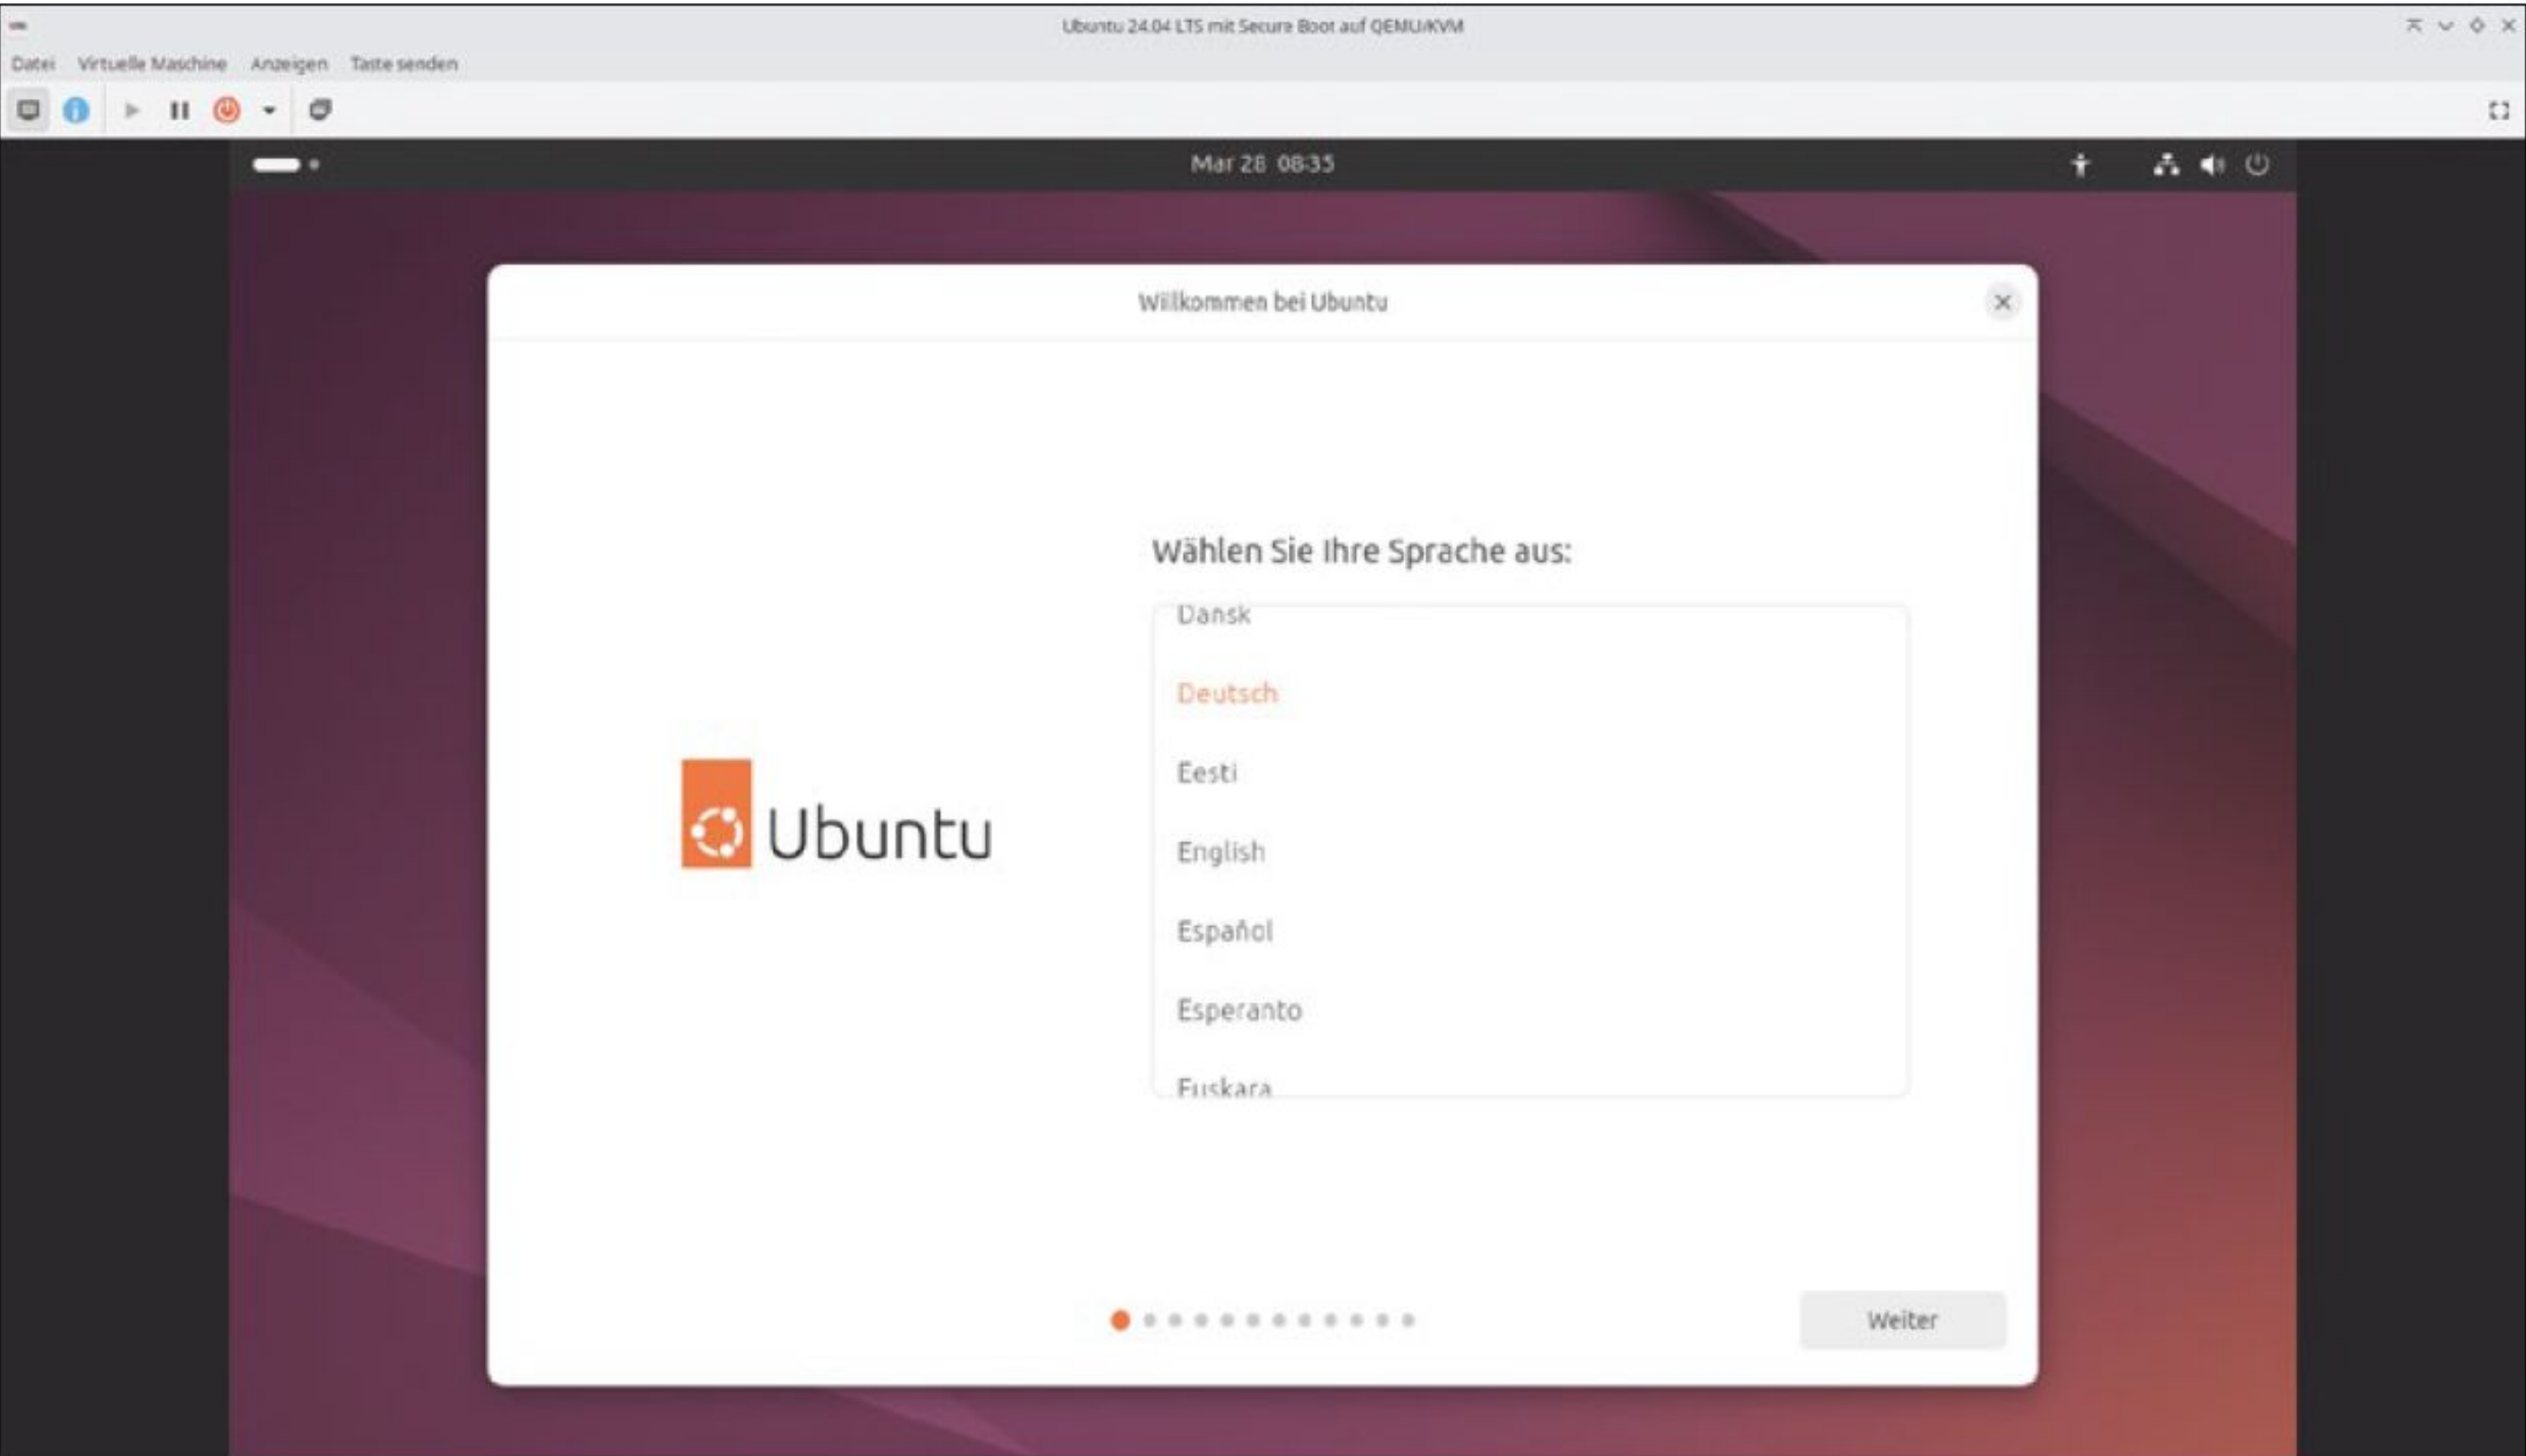 Ubuntu 24.04 LTS mit Secure Boot auf QEMU/KVM
Datei Virtuelle Maschine Anzeigen Taste senden
Mar 28 08:35
Willkommen bei Ubuntu
Wählen Sie Ihre Sprache aus:
Dansk
Deutsch
Eesti
English
Español
Esperanto
Euskara
Ubuntu
Weiter